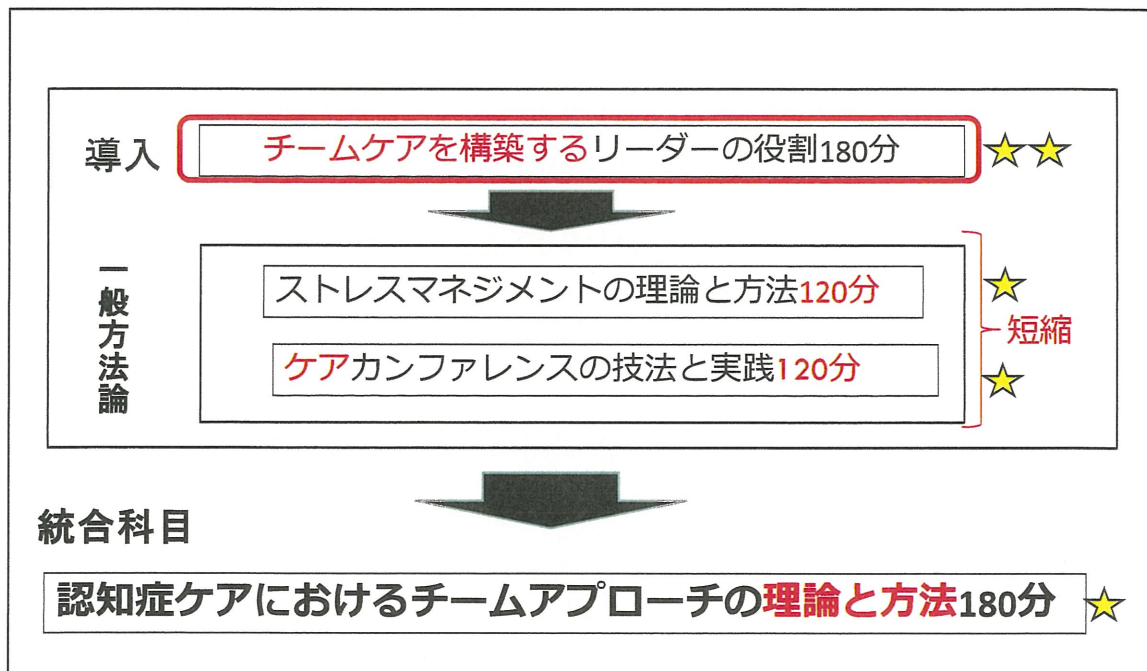 導入
チームケアを構築するリーダーの役割180分
一般方法論
ストレスマネジメントの理論と方法120分
ケアカンファレンスの技法と実践120分
短縮
統合科目
認知症ケアにおけるチームアプローチの理論と方法180分